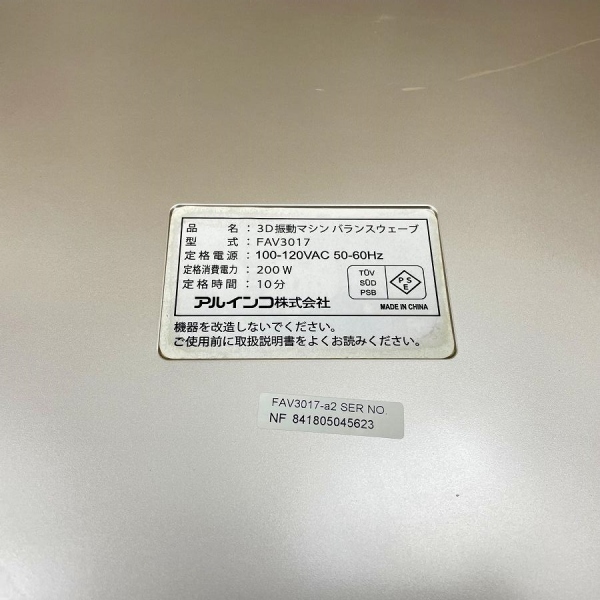 品名:3D振動マシン バランスウェーブ
型式:FAV3017
定格電源:100-120VAC 50-60Hz
定格消費電力:200W
定格時間:10分
TÜV
SÜD
PSB
PS
E
アルインコ株式会社
MADE IN CHINA
機器を改造しないでください。
ご使用前に取扱説明書をよくお読みください。
FAV3017-a2 SER NO.
NF 841805045623